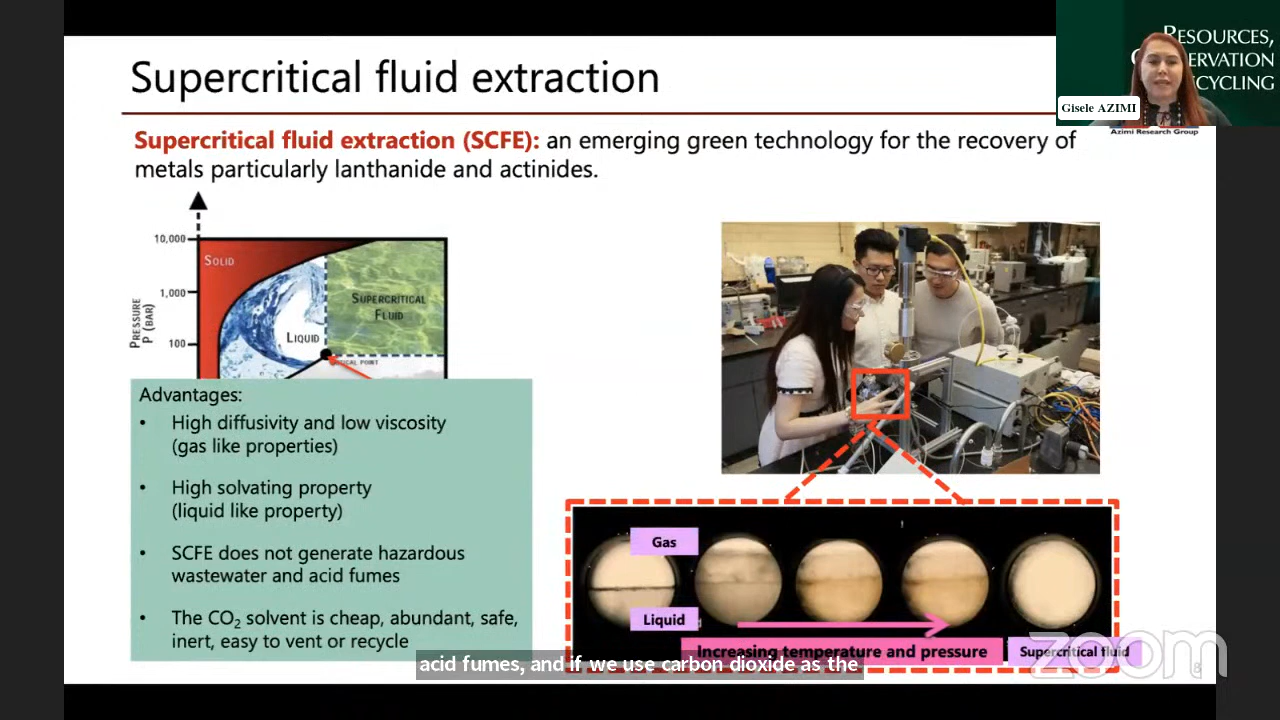 Supercritical fluid extraction
RESOURCES,
CYCLING
Gisele AZIMI
Azimi Research Group
Supercritical fluid extraction (SCFE): an emerging green technology for the recovery of
metals particularly lanthanide and actinides.
10,000
1,000
100
PRESSURE
P (BAR)
SOLID
LIQUID
SUPERCRITICAL
FLUID
POINT
Advantages:
• High diffusivity and low viscosity
(gas like properties)
• High solvating property
(liquid like property)
• SCFE does not generate hazardous
wastewater and acid fumes
• The CO₂ solvent is cheap, abundant, safe,
inert, easy to vent or recycle
Gas
Liquid
Increasing temperature and pressure
Supercritical fluid
acid fumes, and if we use carbon dioxide as the
zoom
8